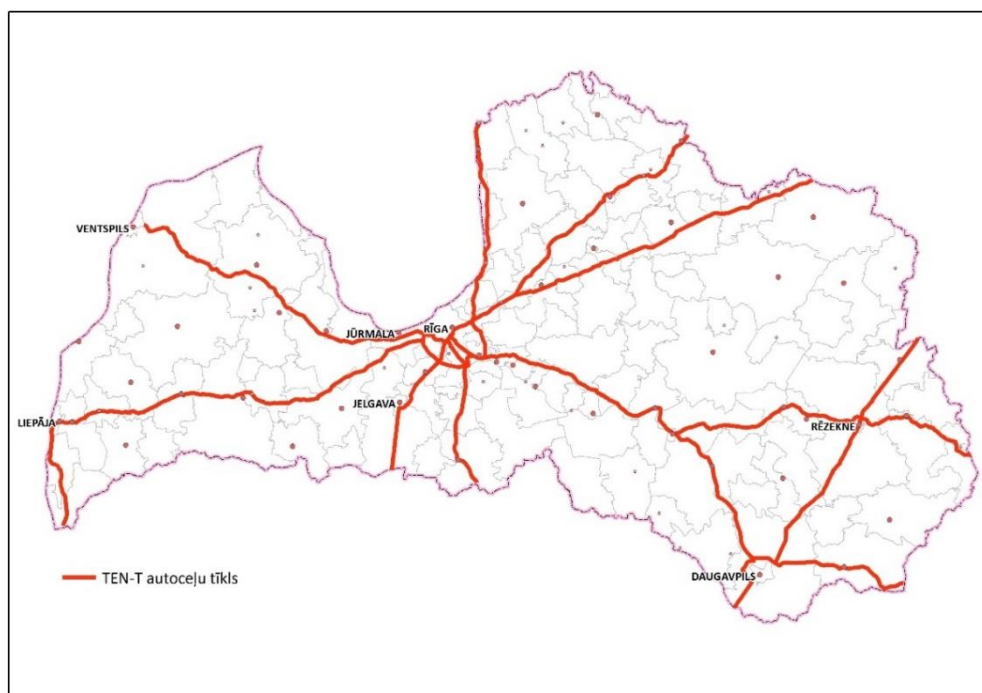 VENTSPILS
JŪRMALA
RĪGA
JELGAVA
LIEPĀJA
RĒZEKNE
DAUGAVPILS
TEN-T autoceļu tīkls